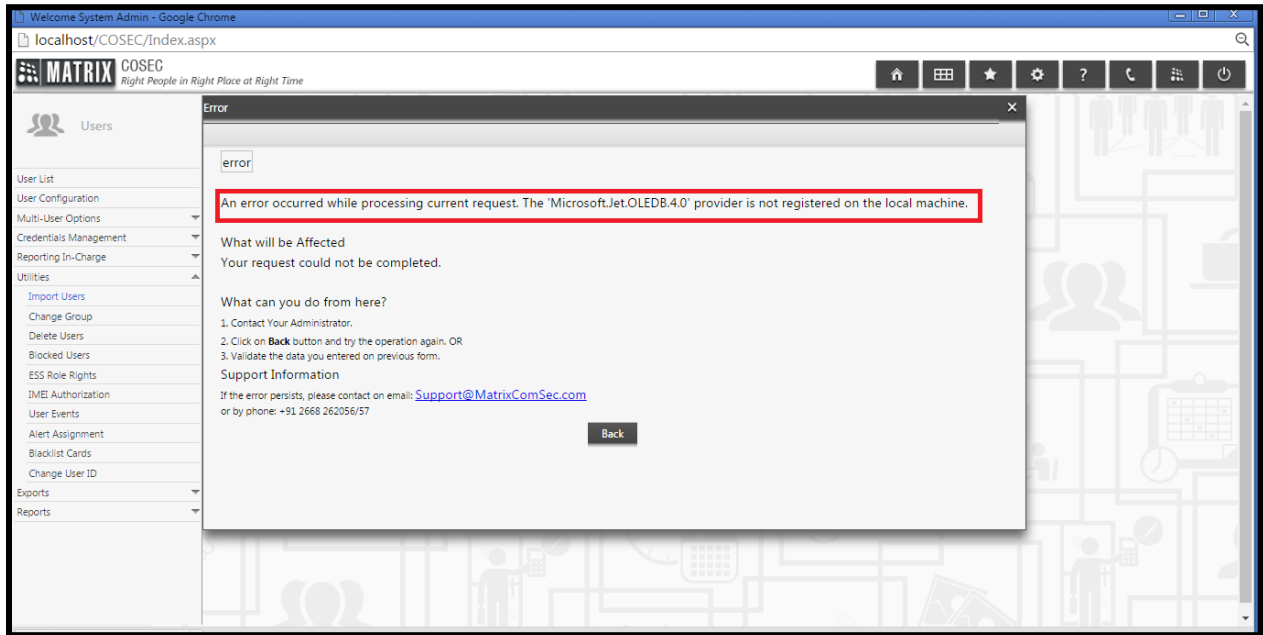 Welcome System Admin - Google Chrome
localhost/COSEC/Index.aspx
MATRIX COSEC
Right People in Right Place at Right Time
?
Users
User List
User Configuration
Multi-User Options
Credentials Management
Reporting In-Charge
Utilities
Import Users
Change Group
Delete Users
Blocked Users
ESS Role Rights
IMEI Authorization
User Events
Alert Assignment
Blacklist Cards
Change User ID
Exports
Reports
Error
error
An error occurred while processing current request. The 'Microsoft.Jet.OLEDB.4.0' provider is not registered on the local machine.
What will be Affected
Your request could not be completed.
What can you do from here?
1. Contact Your Administrator.
2. Click on Back button and try the operation again. OR
3. Validate the data you entered on previous form.
Support Information
If the error persists, please contact on email: Support@MatrixComSec.com
or by phone: +91 2668 262056/57
Back